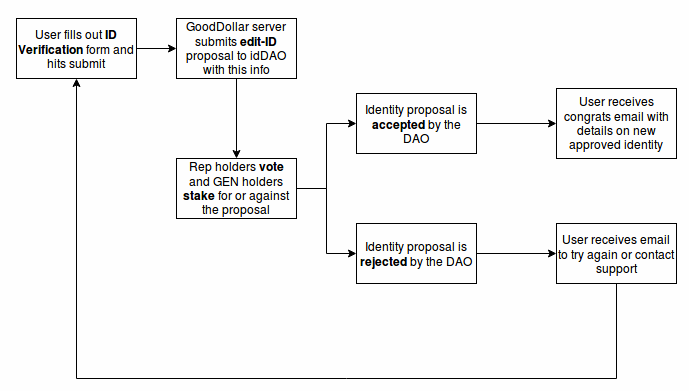 User fills out ID
Verification form and
hits submit
GoodDollar server
submits edit-ID
proposal to idDAO
with this info
Rep holders vote
and GEN holders
stake for or against
the proposal
Identity proposal is
accepted by the
DAO
User receives
congrats email with
details on new
approved identity
Identity proposal is
rejected by the DAO
User receives email
to try again or contact
support